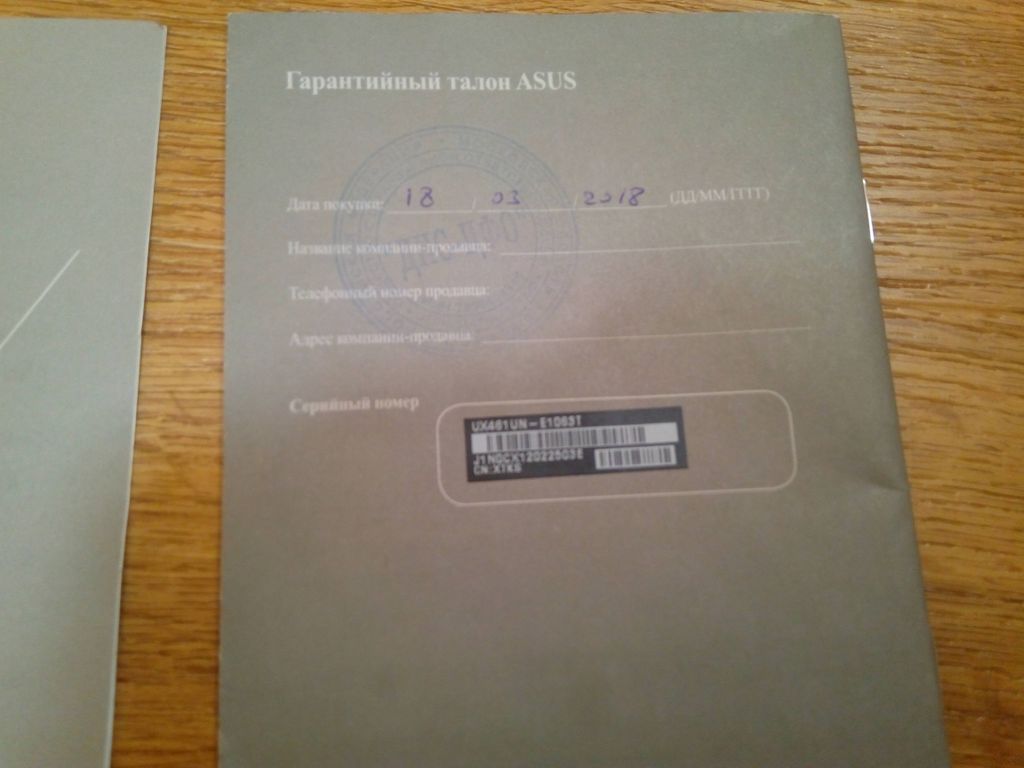 Гарантийный талон ASUS
Дата покупки: 18 / 03 / 2018 (ДД/ММ/ГГГГ)
Название компании-продавца:
Телефонный номер продавца:
Адрес компании-продавца:
Серийный номер
UX461UN-E1063T